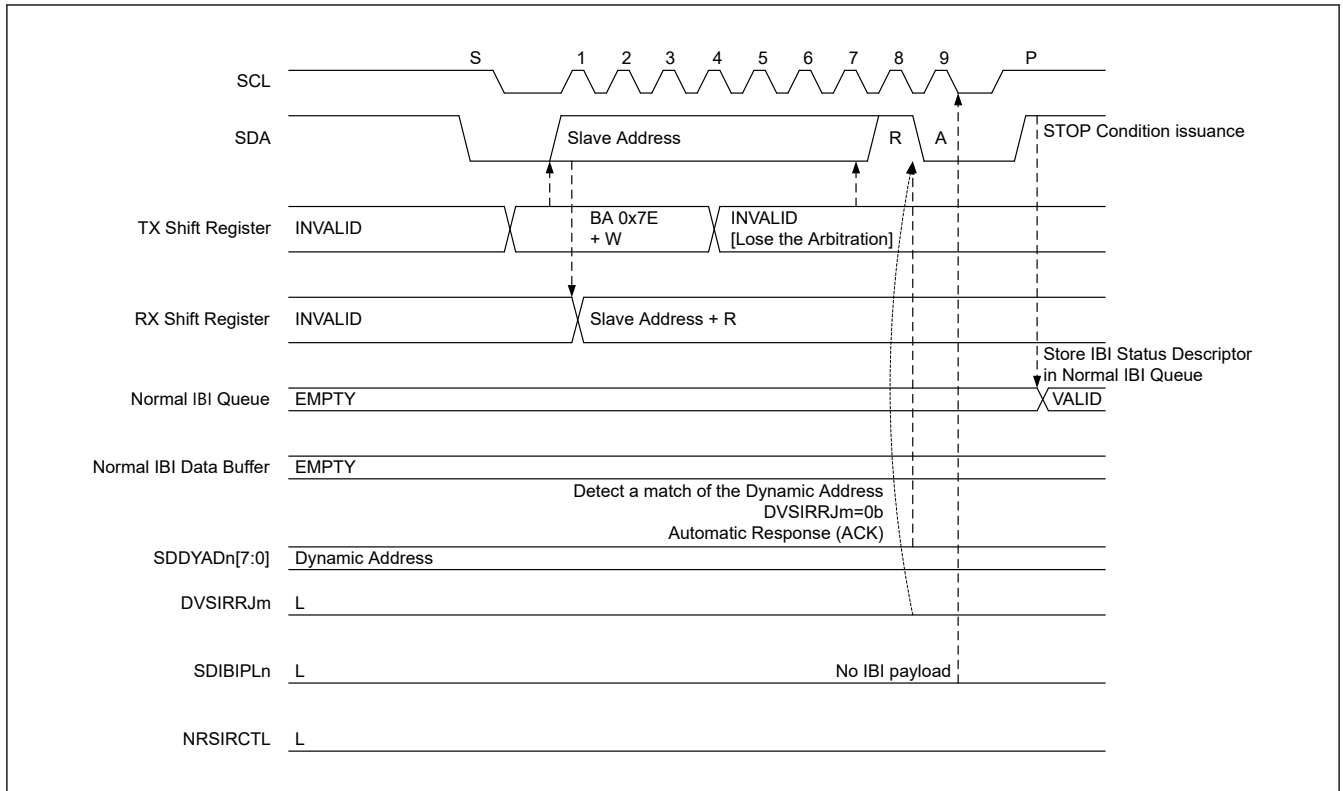 S 1 2 3 4 5 6 7 8 9 P
SCL
SDA Slave Address R A STOP Condition issuance
TX Shift Register INVALID BA 0x7E INVALID
+ W [Lose the Arbitration]
RX Shift Register INVALID Slave Address + R
Store IBI Status Descriptor
in Normal IBI Queue
Normal IBI Queue EMPTY VALID
Normal IBI Data Buffer EMPTY
Detect a match of the Dynamic Address
DVSIRRJm=0b
Automatic Response (ACK)
SDDYADn[7:0] Dynamic Address
DVSIRRJm L
SDIBIPLn L No IBI payload
NRSIRCTL L